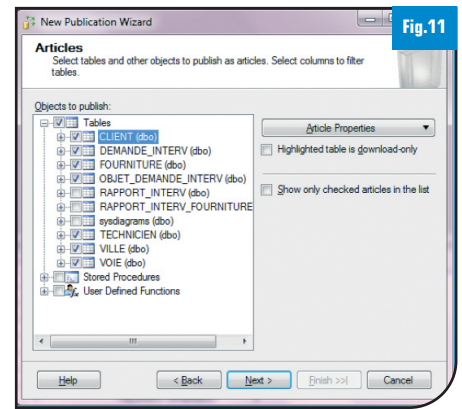 New Publication Wizard
Fig.11
Articles
Select tables and other objects to publish as articles. Select columns to filter
tables.
Objects to publish:
Tables
CLIENT (dbo)
DEMANDE_INTERV (dbo)
FOURNITURE (dbo)
OBJET_DEMANDE_INTERV (dbo)
RAPPORT_INTERV (dbo)
RAPPORT_INTERV_FOURNITURE
sysdiagrams (dbo)
TECHNICIEN (dbo)
VILLE (dbo)
VOIE (dbo)
Stored Procedures
User Defined Functions
Article Properties
Highlighted table is download-only
Show only checked articles in the list
Help
< Back
Next >
Finish >>|
Cancel